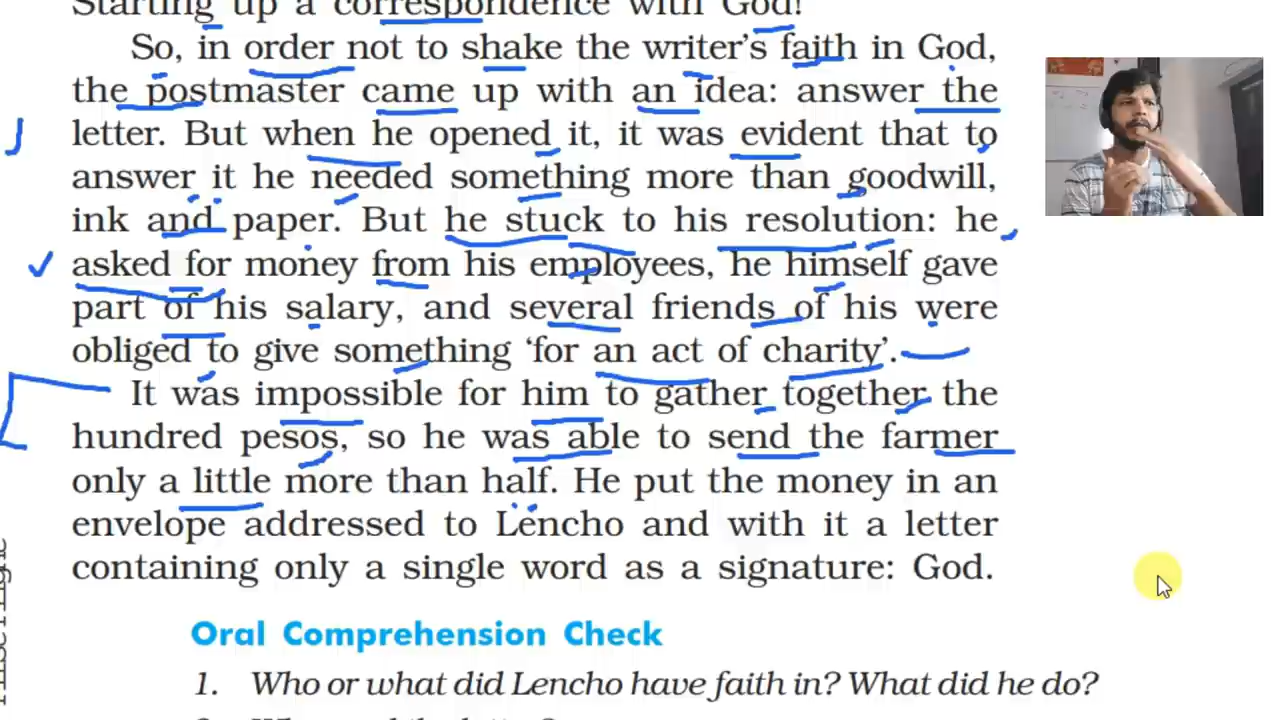 Starting up a correspondence with God!
So, in order not to shake the writer's faith in God,
the postmaster came up with an idea: answer the
letter. But when he opened it, it was evident that to
answer it he needed something more than goodwill,
ink and paper. But he stuck to his resolution: he
asked for money from his employees, he himself gave
part of his salary, and several friends of his were
obliged to give something ‘for an act of charity’.
It was impossible for him to gather together the
hundred pesos, so he was able to send the farmer
only a little more than half. He put the money in an
envelope addressed to Lencho and with it a letter
containing only a single word as a signature: God.
Oral Comprehension Check
1. Who or what did Lencho have faith in? What did he do?